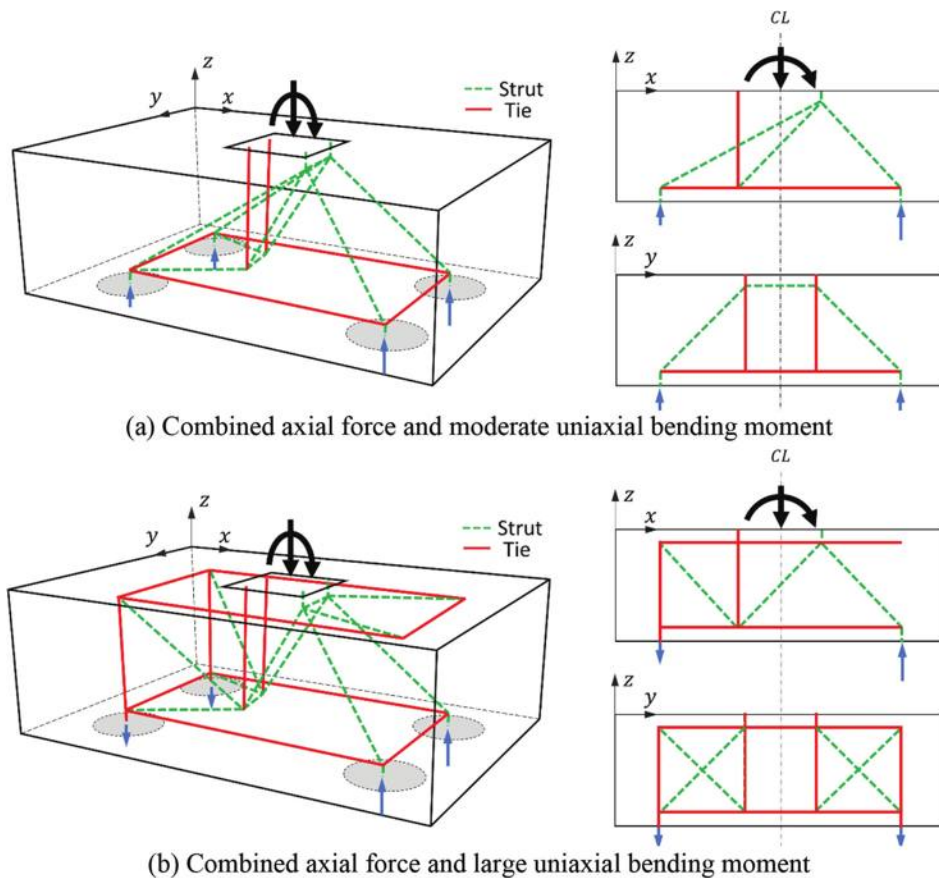 CL
z
y
x
Strut
Tie
z
x
z
y
(a) Combined axial force and moderate uniaxial bending moment
CL
z
y
x
Strut
Tie
z
x
z
y
(b) Combined axial force and large uniaxial bending moment